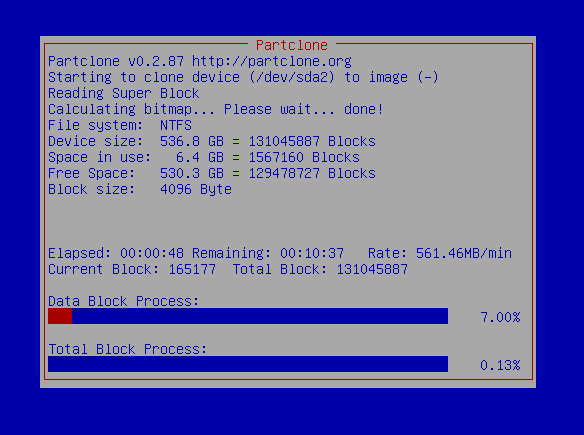 Partclone
Partclone v0.2.87 http://partclone.org
Starting to clone device (/dev/sda2) to image (-)
Reading Super Block
Calculating bitmap... Please wait... done!
File system:  NTFS
Device size:  536.8 GB = 131045887 Blocks
Space in use:   6.4 GB = 1567160 Blocks
Free Space:   530.3 GB = 129478727 Blocks
Block size:   4096 Byte
Elapsed: 00:00:48 Remaining: 00:10:37   Rate: 561.46MB/min
Current Block: 165177  Total Block: 131045887
Data Block Process:
7.00%
Total Block Process:
0.13%